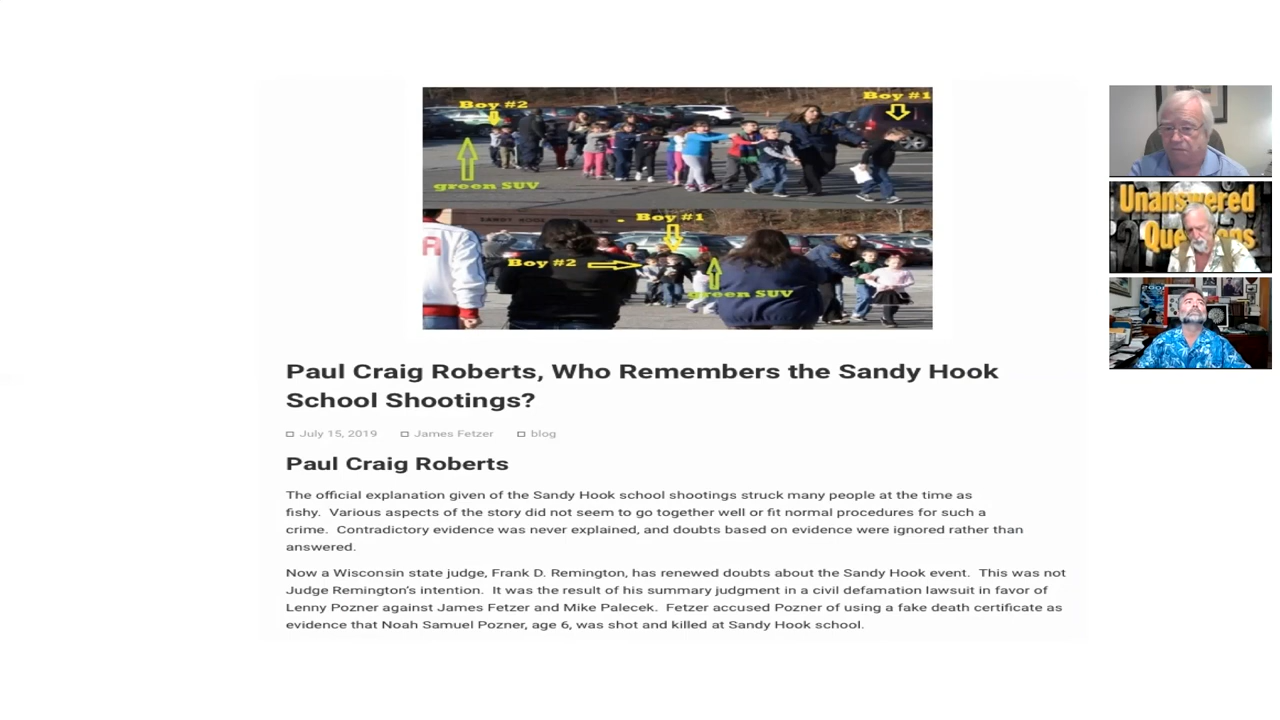 Boy #2
Boy #1
green SUV
SANDY HOOK
Boy #1
Boy #2
green SUV
A
Unanswered
Questions
Paul Craig Roberts, Who Remembers the Sandy Hook
School Shootings?
July 15, 2019 James Fetzer blog
Paul Craig Roberts
The official explanation given of the Sandy Hook school shootings struck many people at the time as
fishy. Various aspects of the story did not seem to go together well or fit normal procedures for such a
crime. Contradictory evidence was never explained, and doubts based on evidence were ignored rather than
answered.
Now a Wisconsin state judge, Frank D. Remington, has renewed doubts about the Sandy Hook event. This was not
Judge Remington's intention. It was the result of his summary judgment in a civil defamation lawsuit in favor of
Lenny Pozner against James Fetzer and Mike Palecek. Fetzer accused Pozner of using a fake death certificate as
evidence that Noah Samuel Pozner, age 6, was shot and killed at Sandy Hook school.